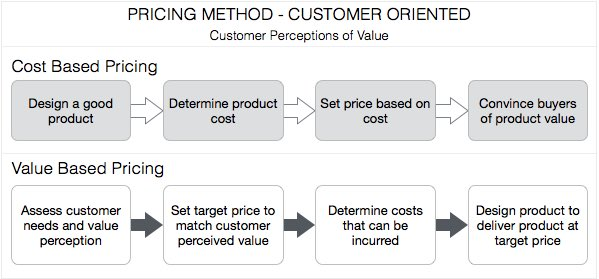 PRICING METHOD - CUSTOMER ORIENTED
Customer Perceptions of Value
Cost Based Pricing
Design a good
product
Determine product
cost
Set price based on
cost
Convince buyers
of product value
Value Based Pricing
Assess customer
needs and value
perception
Set target price to
match customer
perceived value
Determine costs
that can be
incurred
Design product to
deliver product at
target price